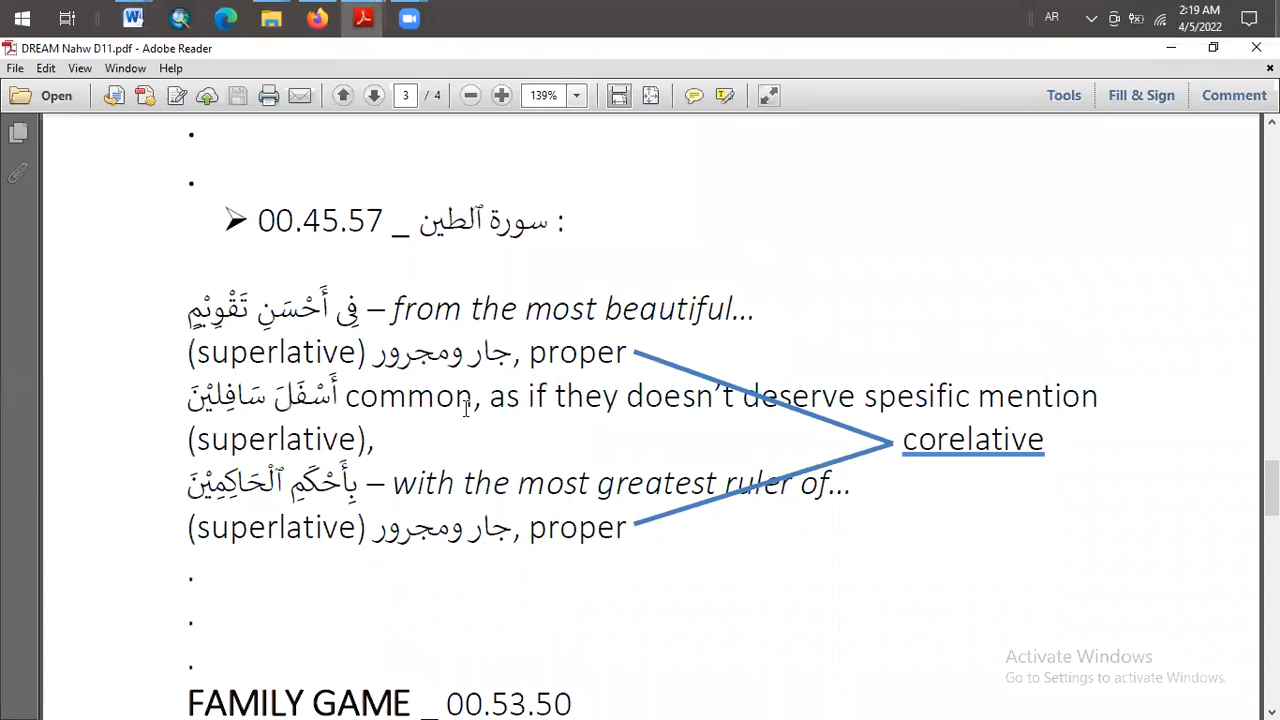 2:19 AM
AR
4/5/2022
DREAM Nahw D11.pdf - Adobe Reader
File Edit View Window Help
Open 3 / 4 139% Tools Fill & Sign Comment
.
.
➢ 00.45.57 _ سورة ٱلطين :
فِى أَحْسَنِ تَقْوِيْمٍ – from the most beautiful…
(superlative) جار ومجرور, proper
أَسْفَلَ سَافِلِيْنَ common, as if they doesn’t deserve spesific mention
(superlative),
corelative
بِأَحْكَمِ ٱلْحَاكِمِيْنَ – with the most greatest ruler of…
(superlative) جار ومجرور, proper
.
.
.
Activate Windows
Go to Settings to activate Windows.
FAMILY GAME _ 00.53.50